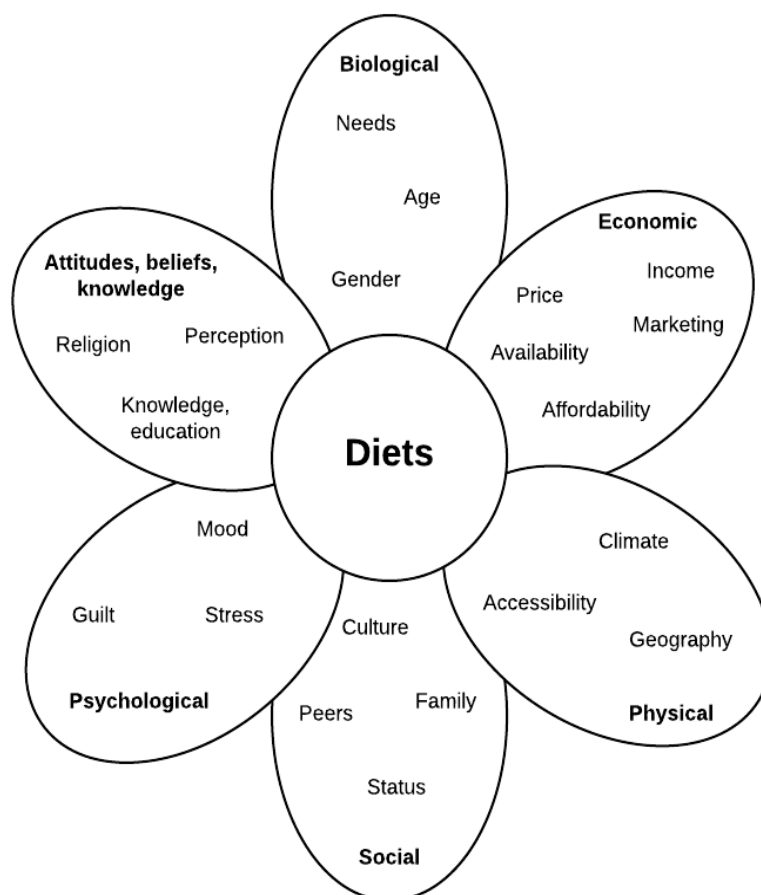 Biological
Needs
Age
Gender
Economic
Income
Price
Marketing
Availability
Affordability
Attitudes, beliefs,
knowledge
Religion
Perception
Knowledge,
education
Diets
Mood
Guilt
Stress
Psychological
Culture
Peers
Family
Status
Social
Climate
Accessibility
Geography
Physical